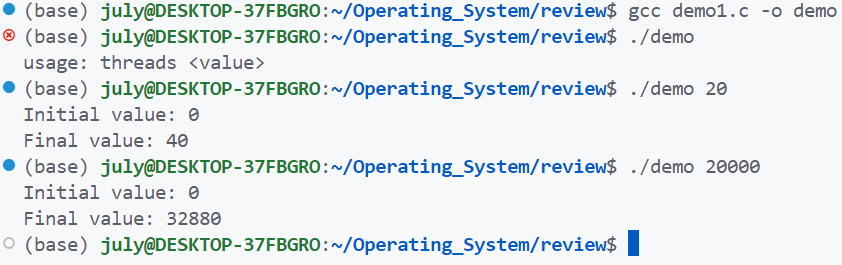 (base) july@DESKTOP-37FBGRO:~/Operating_System/review$ gcc demo1.c -o demo
(base) july@DESKTOP-37FBGRO:~/Operating_System/review$ ./demo
usage: threads <value>
(base) july@DESKTOP-37FBGRO:~/Operating_System/review$ ./demo 20
Initial value: 0
Final value: 40
(base) july@DESKTOP-37FBGRO:~/Operating_System/review$ ./demo 20000
Initial value: 0
Final value: 32880
(base) july@DESKTOP-37FBGRO:~/Operating_System/review$